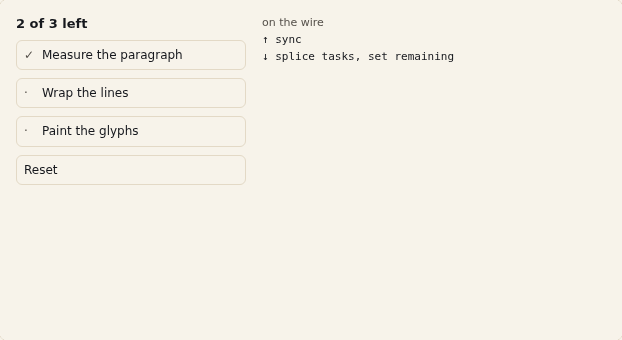 2 of 3 left
✓ Measure the paragraph
· Wrap the lines
· Paint the glyphs
Reset
on the wire
↑ sync
↓ splice tasks, set remaining